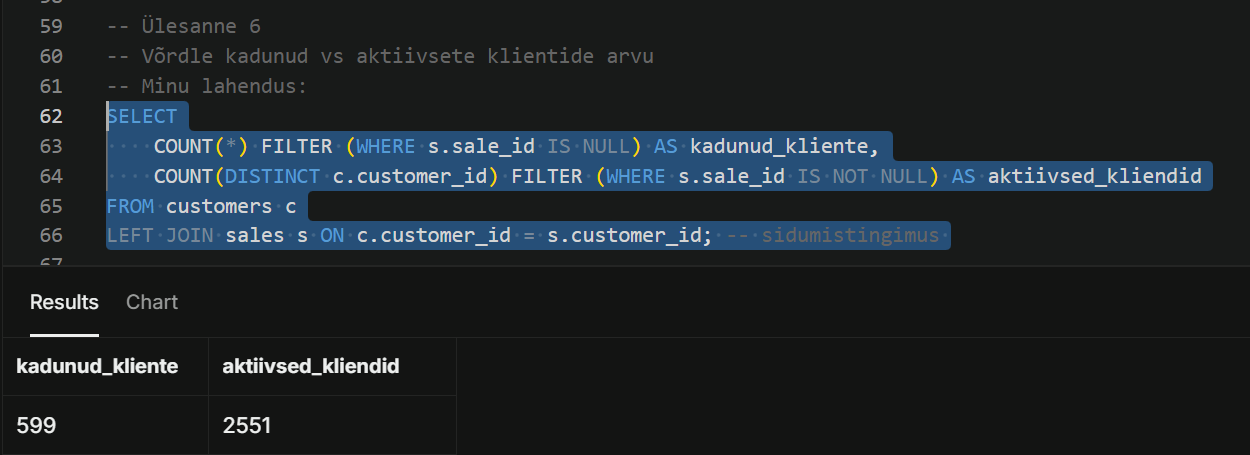 59 -- Ülesanne 6
60 -- Võrdle kadunud vs aktiivsete klientide arvu
61 -- Minu lahendus:
62 SELECT
63 ····COUNT(*)·FILTER·(WHERE·s.sale_id·IS·NULL)·AS·kadunud_kliente,
64 ····COUNT(DISTINCT·c.customer_id)·FILTER·(WHERE·s.sale_id·IS·NOT·NULL)·AS·aktiivsed_kliendid
65 FROM·customers·c
66 LEFT·JOIN·sales·s·ON·c.customer_id·=·s.customer_id;·--·sidumistingimus·
Results Chart
kadunud_kliente aktiivsed_kliendid
599 2551